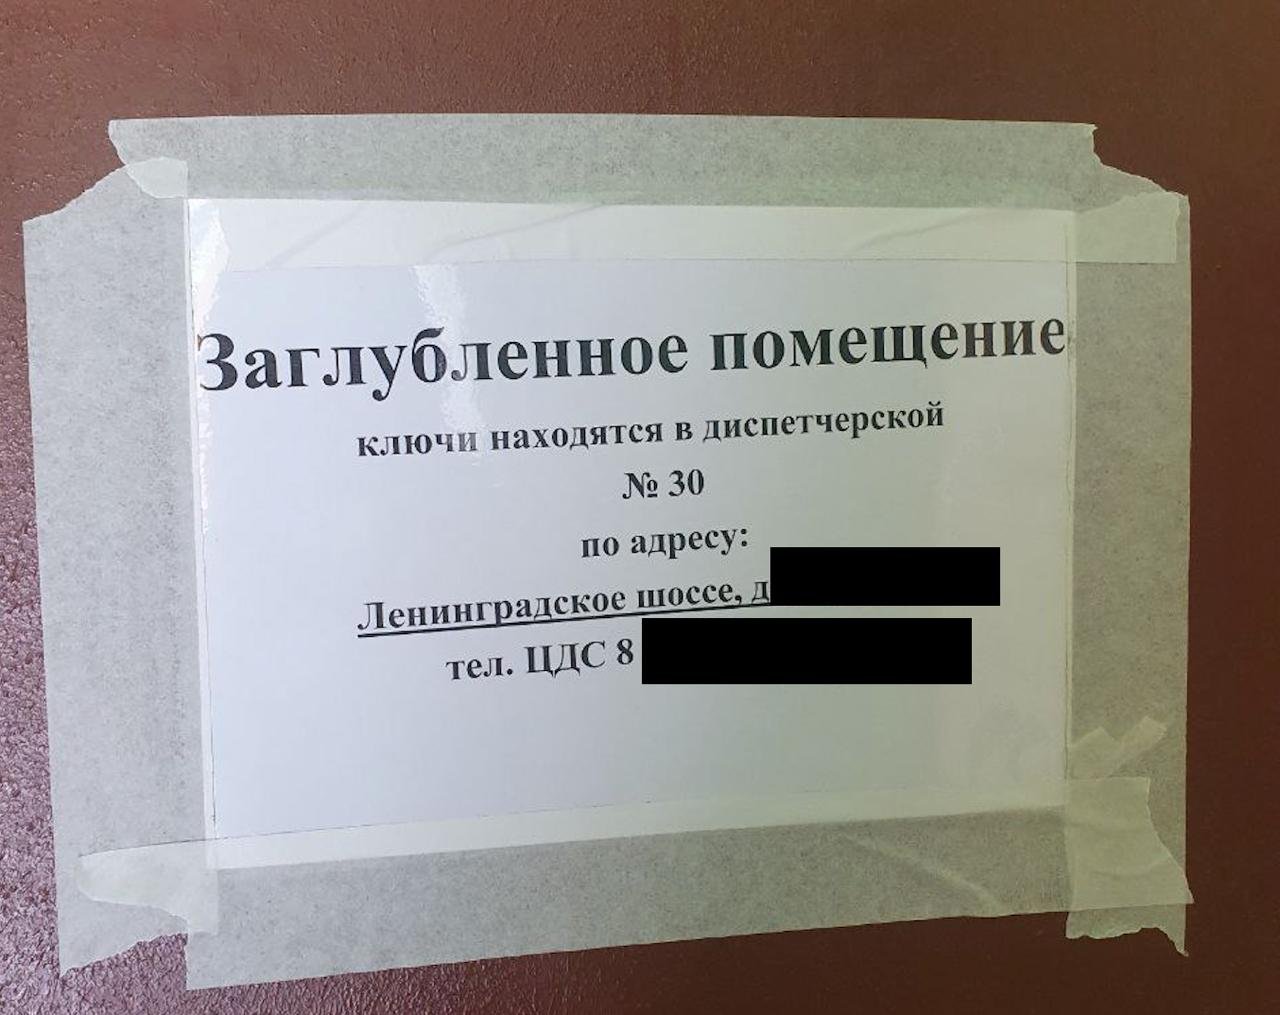 Заглубленное помещение
ключи находятся в диспетчерской
№ 30
по адресу:
Ленинградское шоссе, д
тел. ЦДС 8